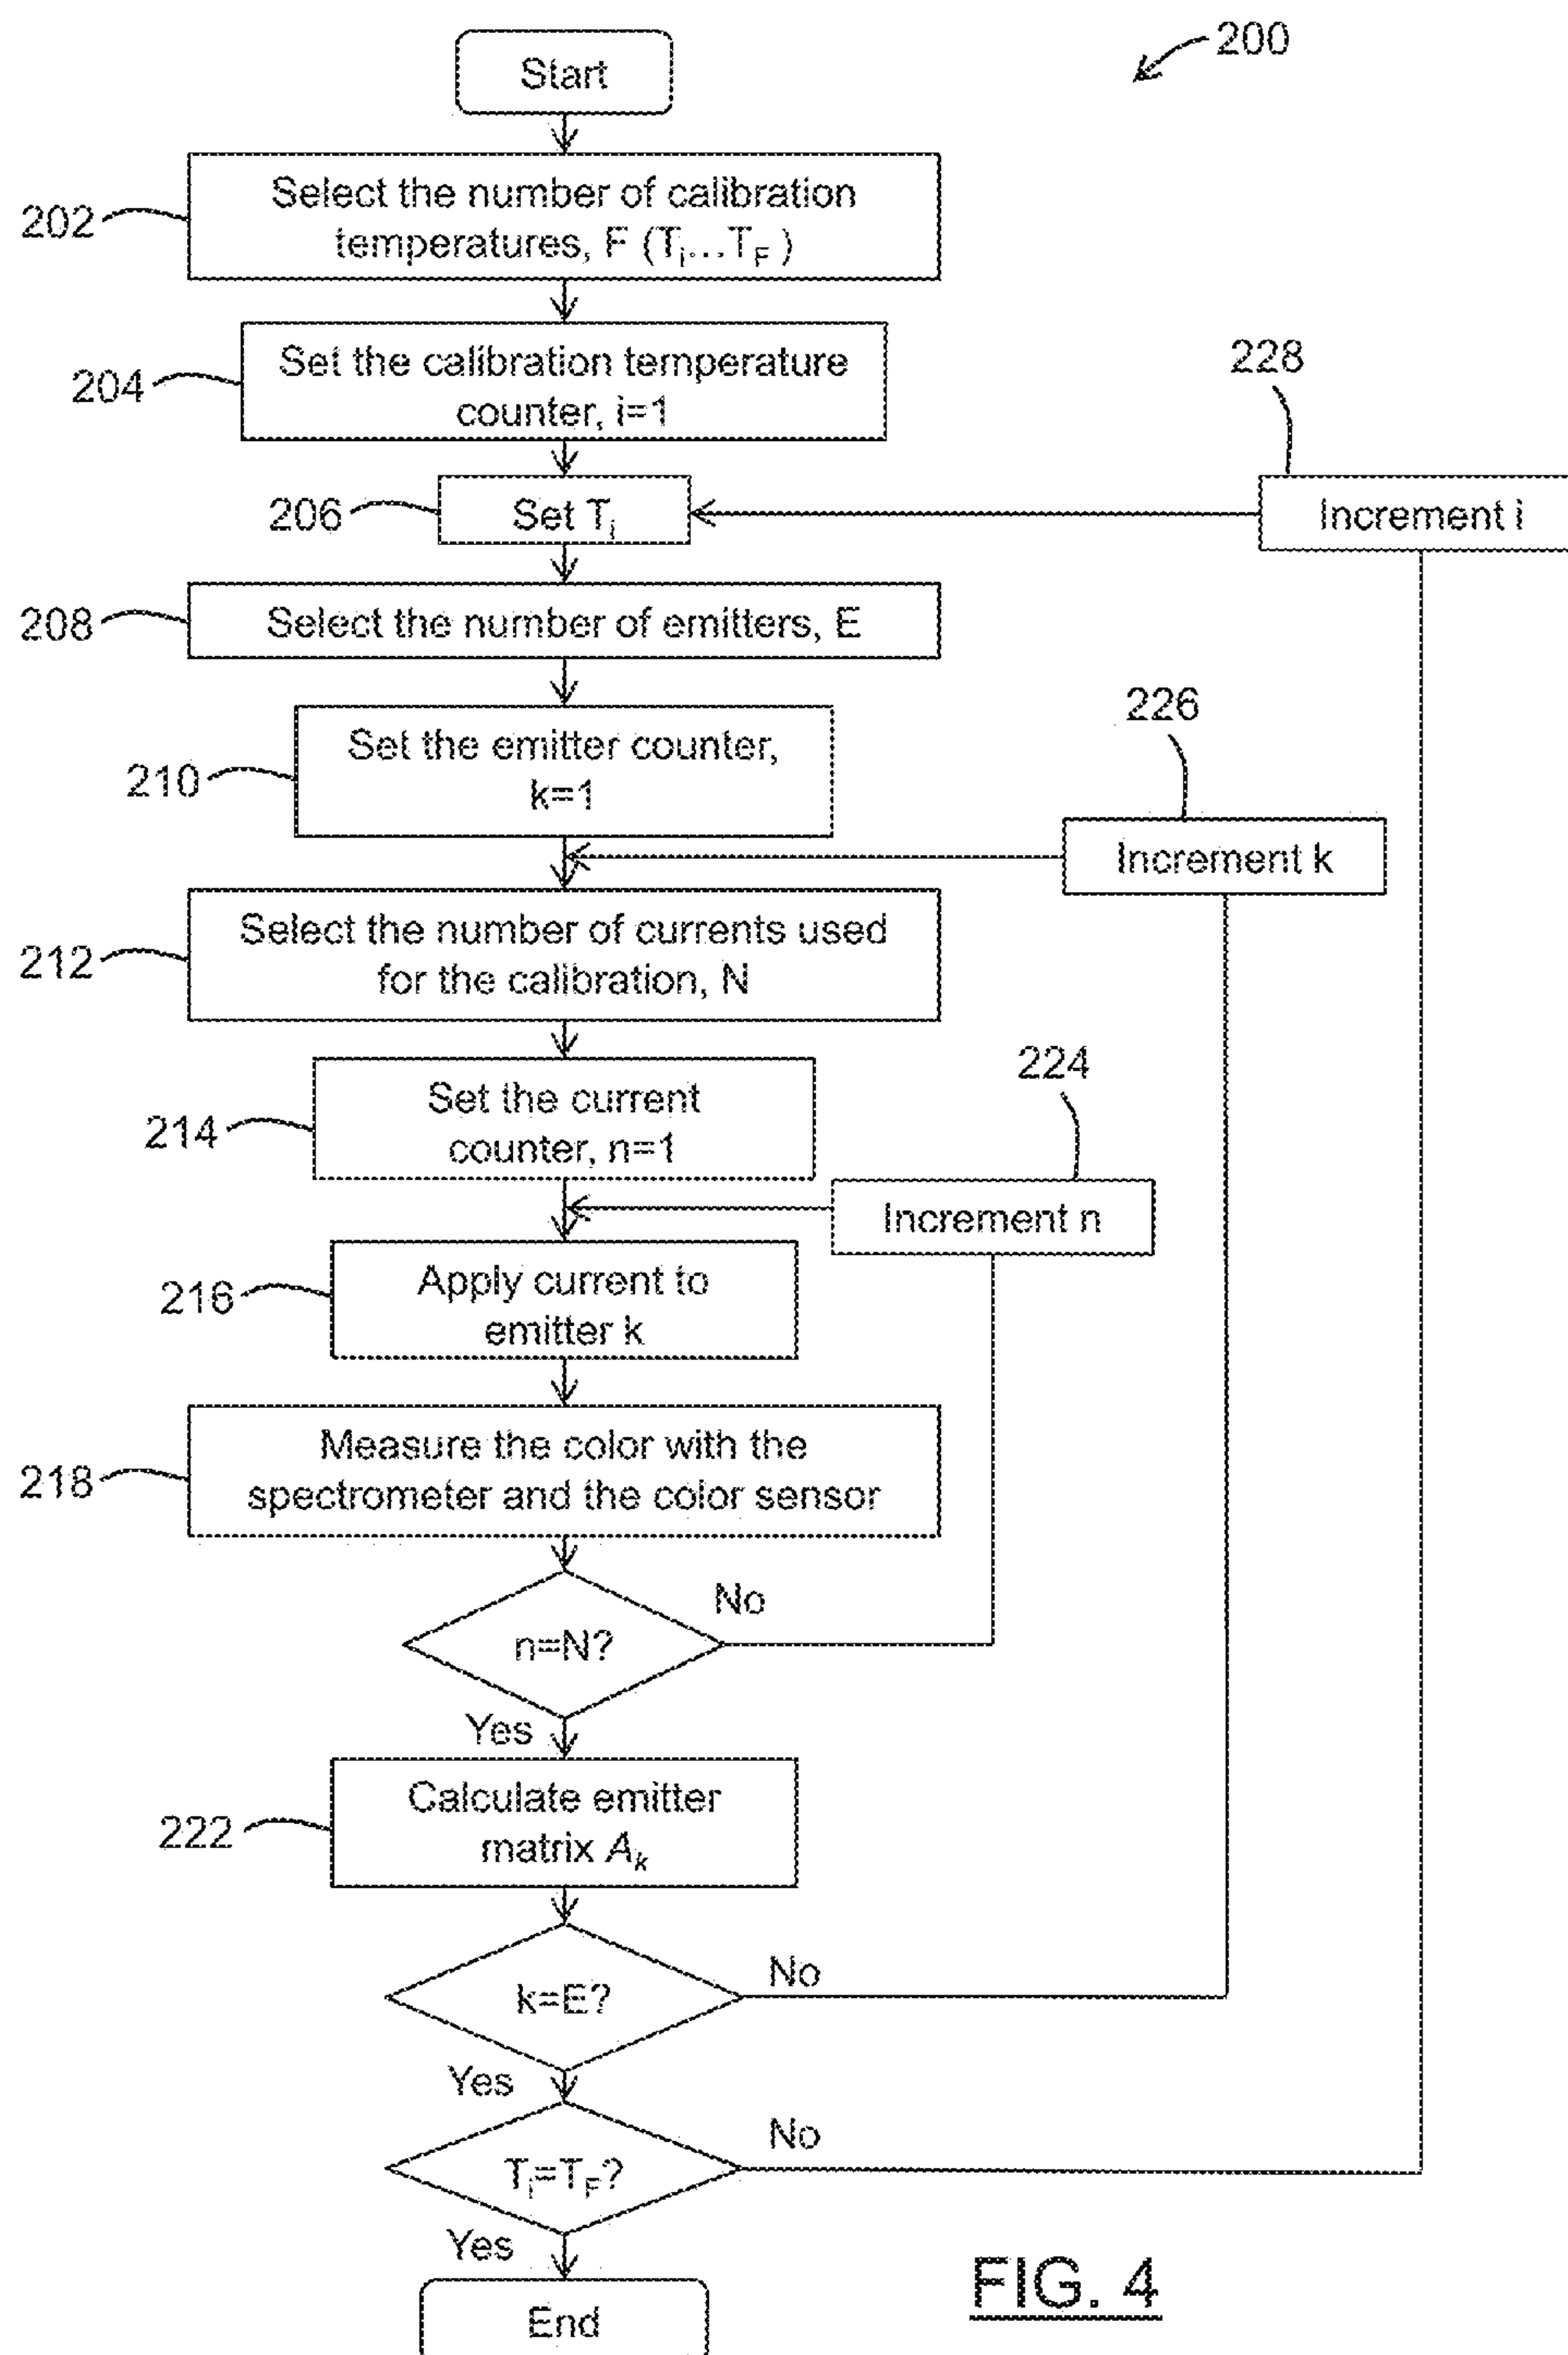 200
Start
202
Select the number of calibration
temperatures, F (Ti...TF )
204
Set the calibration temperature
counter, i=1
228
206
Set Ti
Increment i
208
Select the number of emitters, E
226
210
Set the emitter counter,
k=1
Increment k
212
Select the number of currents used
for the calibration, N
224
214
Set the current
counter, n=1
Increment n
216
Apply current to
emitter k
218
Measure the color with the
spectrometer and the color sensor
No
n=N?
Yes
222
Calculate emitter
matrix Ak
No
k=E?
Yes
No
Ti=TF?
Yes
End
FIG. 4